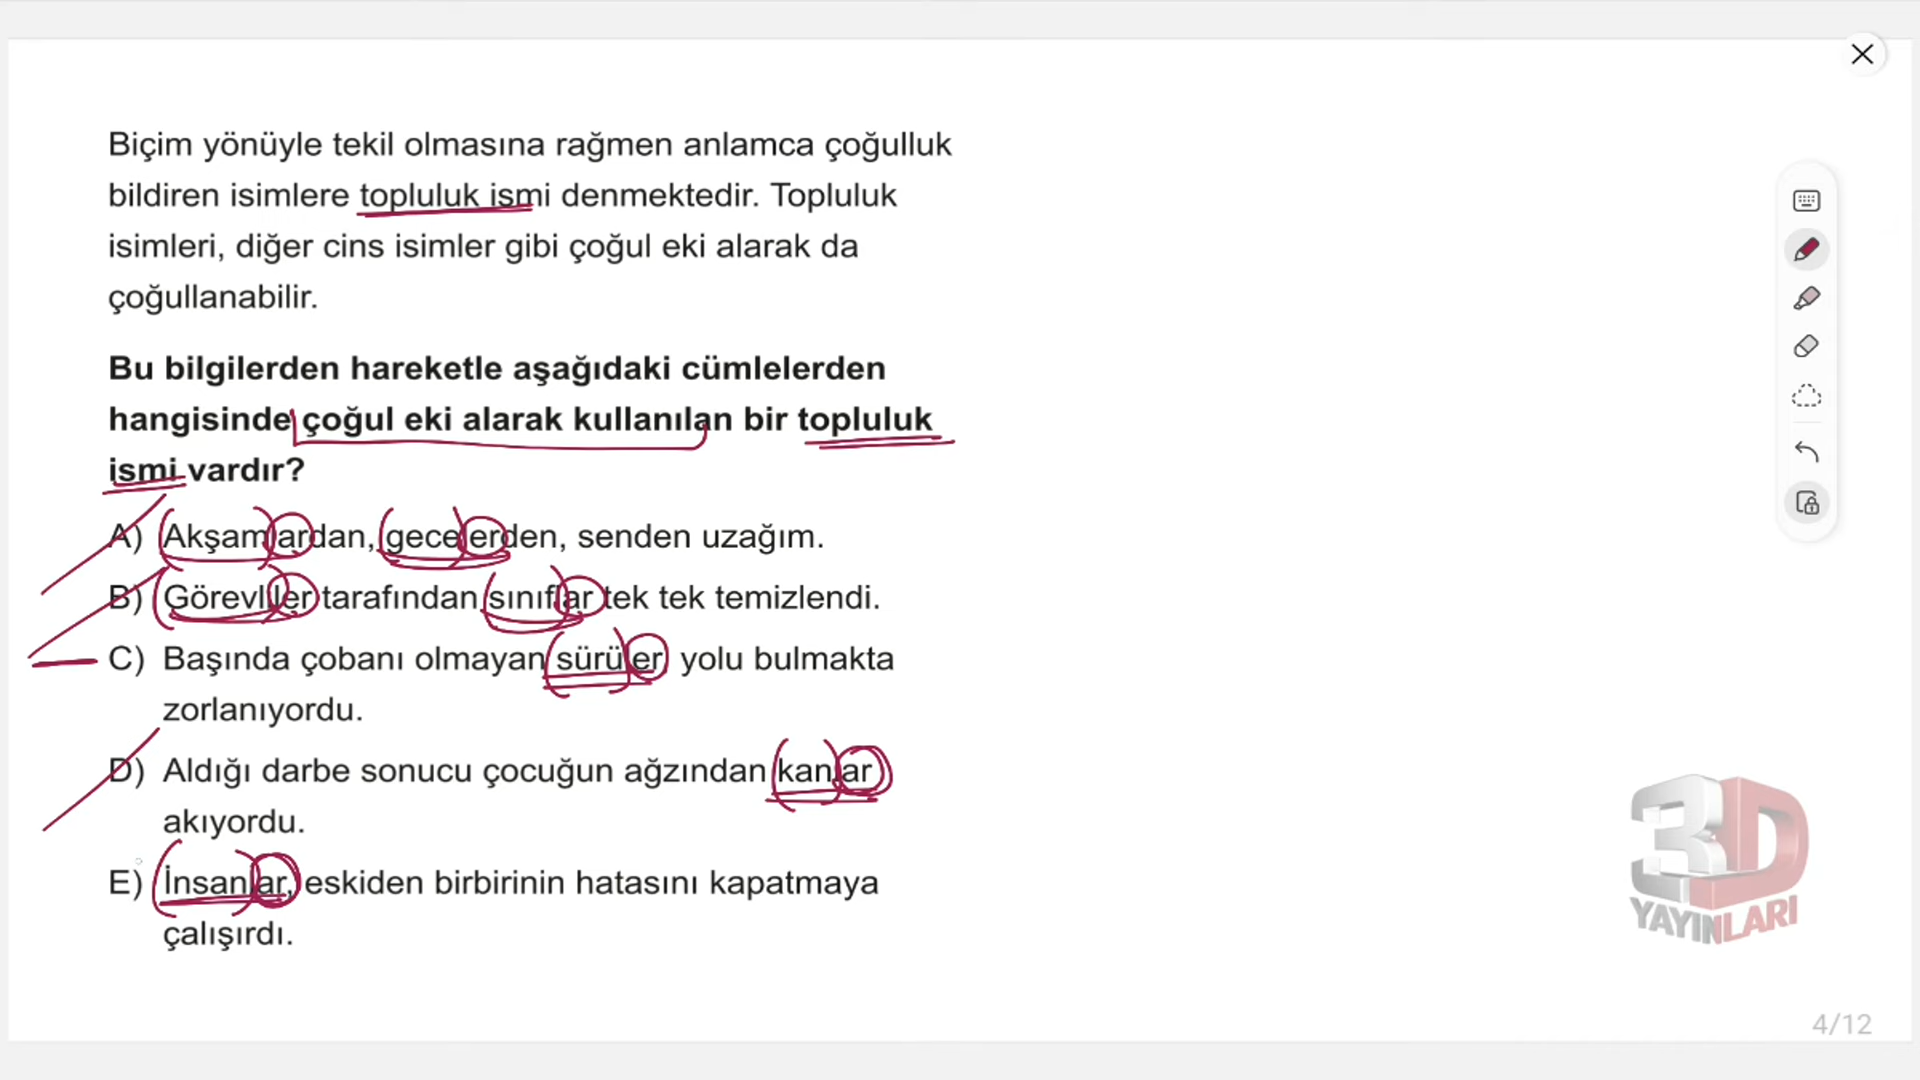 Biçim yönüyle tekil olmasına rağmen anlamca çoğulluk
bildiren isimlere topluluk ismi denmektedir. Topluluk
isimleri, diğer cins isimler gibi çoğul eki alarak da
çoğullanabilir.
Bu bilgilerden hareketle aşağıdaki cümlelerden
hangisinde çoğul eki alarak kullanılan bir topluluk
ismi vardır?
A) Akşamlardan, gecelerden, senden uzağım.
B) Görevliler tarafından sınıflar tek tek temizlendi.
C) Başında çobanı olmayan sürüler yolu bulmakta
zorlanıyordu.
D) Aldığı darbe sonucu çocuğun ağzından kanlar
akıyordu.
E) İnsanlar, eskiden birbirinin hatasını kapatmaya
çalışırdı.
3D
YAYINLARI
4/12